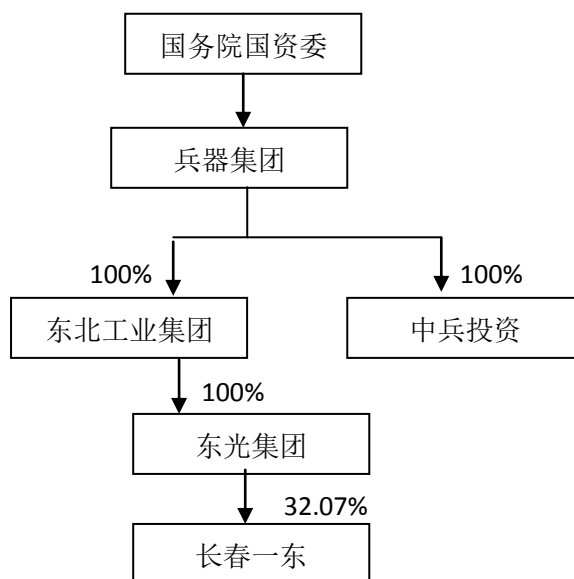 国务院国资委
兵器集团
100%
100%
东北工业集团
中兵投资
100%
东光集团
32.07%
长春一东